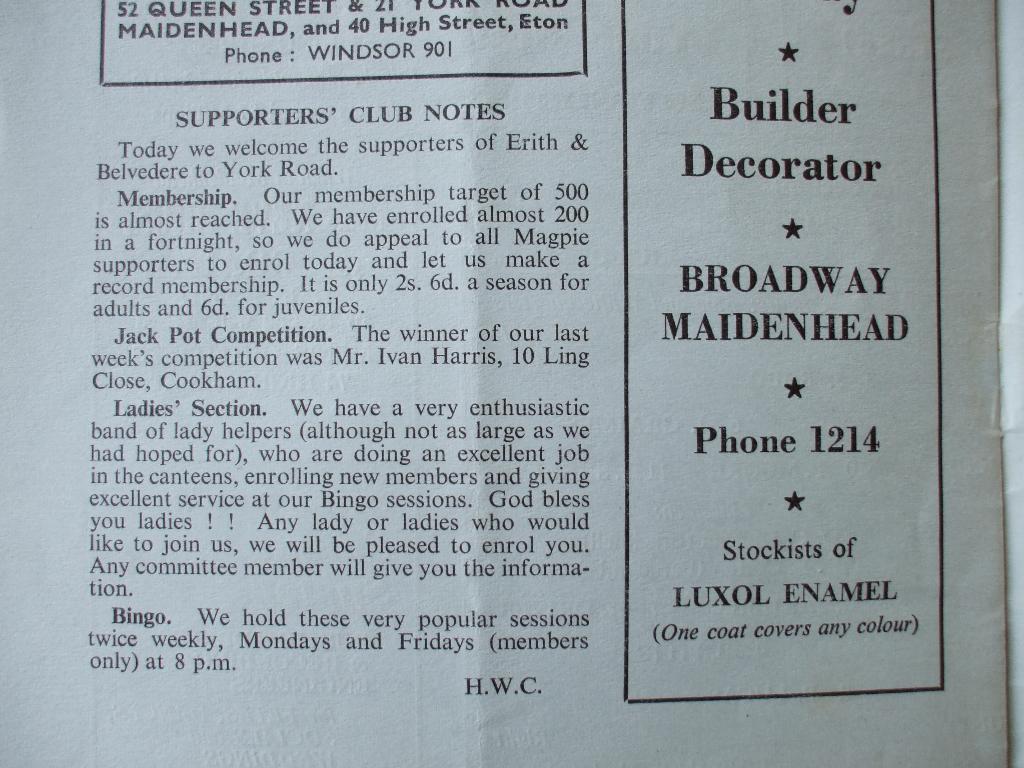 52 QUEEN STREET & 21 YORK ROAD
MAIDENHEAD, and 40 High Street, Eton
Phone : WINDSOR 901
SUPPORTERS' CLUB NOTES
Today we welcome the supporters of Erith &
Belvedere to York Road.
Membership. Our membership target of 500
is almost reached. We have enrolled almost 200
in a fortnight, so we do appeal to all Magpie
supporters to enrol today and let us make a
record membership. It is only 2s. 6d. a season for
adults and 6d. for juveniles.
Jack Pot Competition. The winner of our last
week's competition was Mr. Ivan Harris, 10 Ling
Close, Cookham.
Ladies' Section. We have a very enthusiastic
band of lady helpers (although not as large as we
had hoped for), who are doing an excellent job
in the canteens, enrolling new members and giving
excellent service at our Bingo sessions. God bless
you ladies ! ! Any lady or ladies who would
like to join us, we will be pleased to enrol you.
Any committee member will give you the informa-
tion.
Bingo. We hold these very popular sessions
twice weekly, Mondays and Fridays (members
only) at 8 p.m.
H.W.C.
Builder
Decorator
BROADWAY
MAIDENHEAD
Phone 1214
Stockists of
LUXOL ENAMEL
(One coat covers any colour)